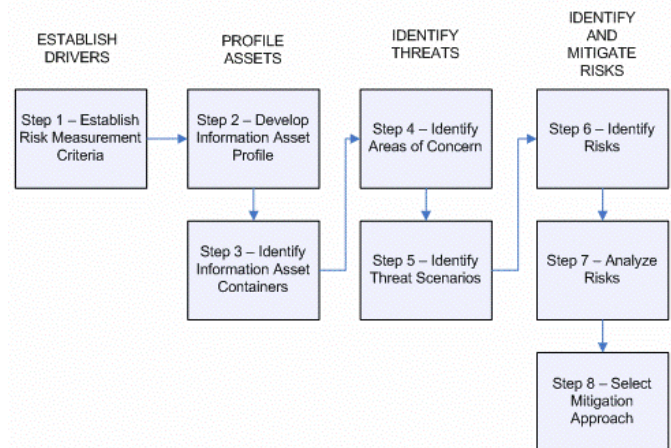 ESTABLISH
DRIVERS
PROFILE
ASSETS
IDENTIFY
THREATS
IDENTIFY
AND
MITIGATE
RISKS
Step 1 – Establish
Risk Measurement
Criteria
Step 2 – Develop
Information Asset
Profile
Step 3 – Identify
Information Asset
Containers
Step 4 – Identify
Areas of Concern
Step 5 – Identify
Threat Scenarios
Step 6 – Identify
Risks
Step 7 – Analyze
Risks
Step 8 – Select
Mitigation
Approach